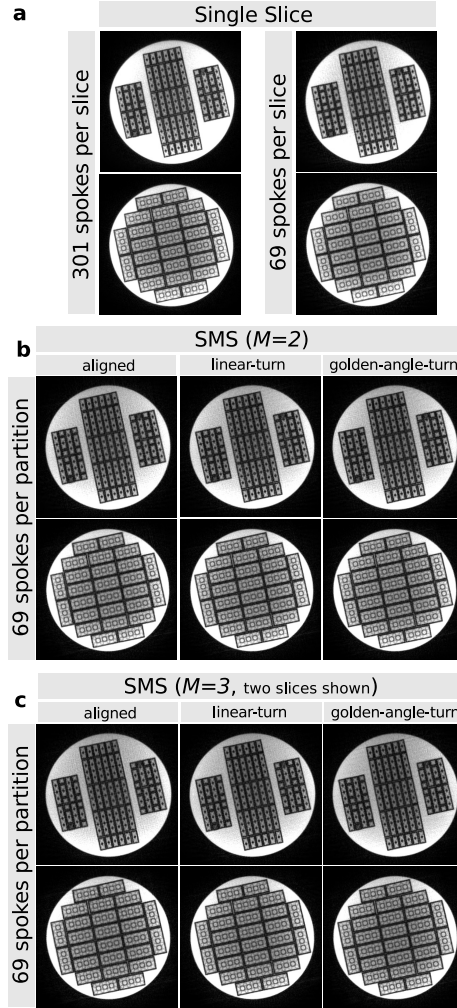 a
Single Slice
301 spokes per slice
69 spokes per slice
b
SMS (M=2)
aligned
linear-turn
golden-angle-turn
69 spokes per partition
c
SMS (M=3, two slices shown)
aligned
linear-turn
golden-angle-turn
69 spokes per partition